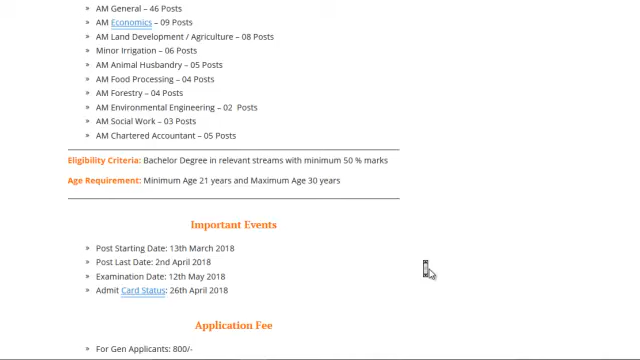 AM General – 46 Posts
AM Economics – 09 Posts
AM Land Development / Agriculture – 08 Posts
Minor Irrigation – 06 Posts
AM Animal Husbandry – 05 Posts
AM Food Processing – 04 Posts
AM Forestry – 04 Posts
AM Environmental Engineering – 02 Posts
AM Social Work – 03 Posts
AM Chartered Accountant – 05 Posts
Eligibility Criteria: Bachelor Degree in relevant streams with minimum 50 % marks
Age Requirement: Minimum Age 21 years and Maximum Age 30 years
Important Events
Post Starting Date: 13th March 2018
Post Last Date: 2nd April 2018
Examination Date: 12th May 2018
Admit Card Status: 26th April 2018
Application Fee
For Gen Applicants: 800/-